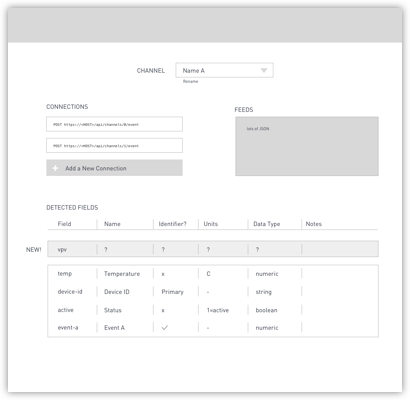 CHANNEL Name A
Rename
CONNECTIONS
FEEDS
POST https://<HOST>/api/channels/0/event
lots of JSON
POST https://<HOST>/api/channels/1/event
+ Add a New Connection
DETECTED FIELDS
Field Name Identifier? Units Data Type Notes
NEW! vpv ? ? ? ?
temp Temperature x C numeric
device-id Device ID Primary - string
active Status x 1=active boolean
event-a Event A ✓ - numeric